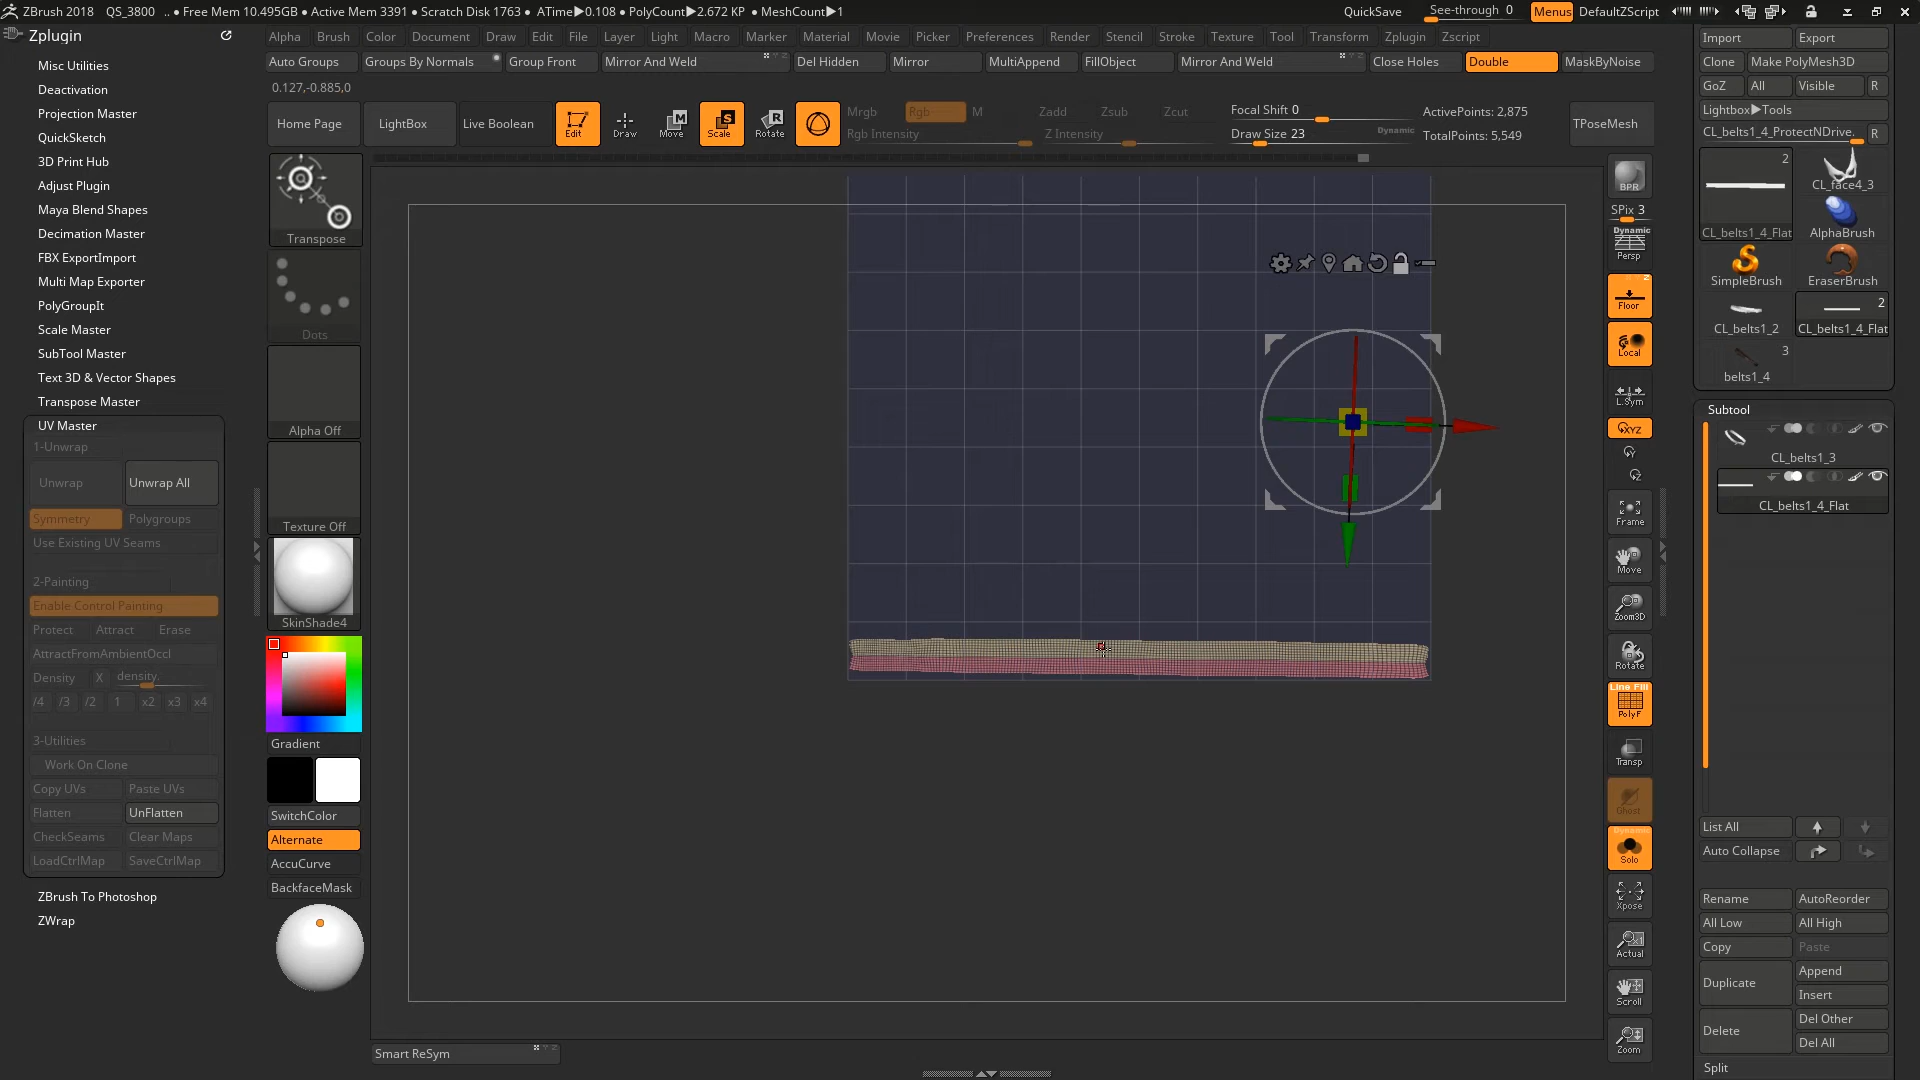 ZBrush 2018 QS_3800 .. ● Free Mem 10.495GB ● Active Mem 3391 ● Scratch Disk 1763 ● ATime▶0.108 ● PolyCount▶2.672 KP ● MeshCount▶1 QuickSave See-through 0 Menus DefaultZScript
Zplugin
Alpha Brush Color Document Draw Edit File Layer Light Macro Marker Material Movie Picker Preferences Render Stencil Stroke Texture Tool Transform Zplugin Zscript
Auto Groups Groups By Normals Group Front Mirror And Weld Del Hidden Mirror MultiAppend FillObject Mirror And Weld Close Holes Double MaskByNoise
0.127,-0.885,0
Home Page LightBox Live Boolean Edit Draw Move Scale Rotate
Mrgb Rgb M Zadd Zsub Zcut
Rgb Intensity Z Intensity
Focal Shift 0
Draw Size 23 Dynamic
ActivePoints: 2,875
TotalPoints: 5,549
TPoseMesh
Misc Utilities
Deactivation
Projection Master
QuickSketch
3D Print Hub
Adjust Plugin
Maya Blend Shapes
Decimation Master
FBX ExportImport
Multi Map Exporter
PolyGroupIt
Scale Master
SubTool Master
Text 3D & Vector Shapes
Transpose Master
UV Master
1-Unwrap
Unwrap Unwrap All
Symmetry Polygroups
Use Existing UV Seams
2-Painting
Enable Control Painting
Protect Attract Erase
AttractFromAmbientOccl
Density X density.
/4 /3 /2 1 x2 x3 x4
3-Utilities
Work On Clone
Copy UVs Paste UVs
Flatten UnFlatten
CheckSeams Clear Maps
LoadCtrlMap SaveCtrlMap
ZBrush To Photoshop
ZWrap
Transpose
Dots
Alpha Off
Texture Off
SkinShade4
Gradient
SwitchColor
Alternate
AccuCurve
BackfaceMask
Smart ReSym
BPR
SPix 3
Dynamic
Persp
Floor
Local
L.Sym
XYZ
Y
Z
Frame
Move
Zoom3D
Rotate
Line Fill
PolyF
Transp
Ghost
Dynamic
Solo
Xpose
Actual
Scroll
Zoom
Import Export
Clone Make PolyMesh3D
GoZ All Visible R
Lightbox▶Tools
CL_belts1_4_ProtectNDrive. R
2
CL_face4_3
CL_belts1_4_Flat AlphaBrush
SimpleBrush EraserBrush
2
CL_belts1_2 CL_belts1_4_Flat
3
belts1_4
Subtool
CL_belts1_3
CL_belts1_4_Flat
List All
Auto Collapse
Rename AutoReorder
All Low All High
Copy Paste
Duplicate Append
Insert
Delete Del Other
Del All
Split